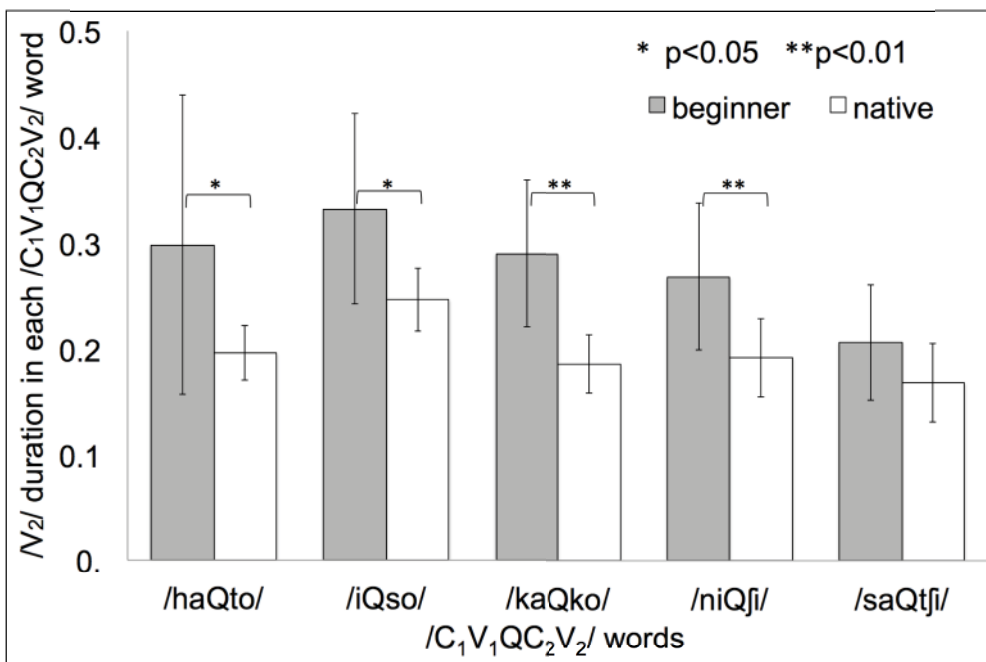 /V₂/ duration in each /C₁V₁QC₂V₂/ word
0.5
0.4
0.3
0.2
0.1
0.
* p<0.05 **p<0.01
beginner native
* * ** **
/haQto/ /iQso/ /kaQko/ /niQʃi/ /saQtʃi/
/C₁V₁QC₂V₂/ words